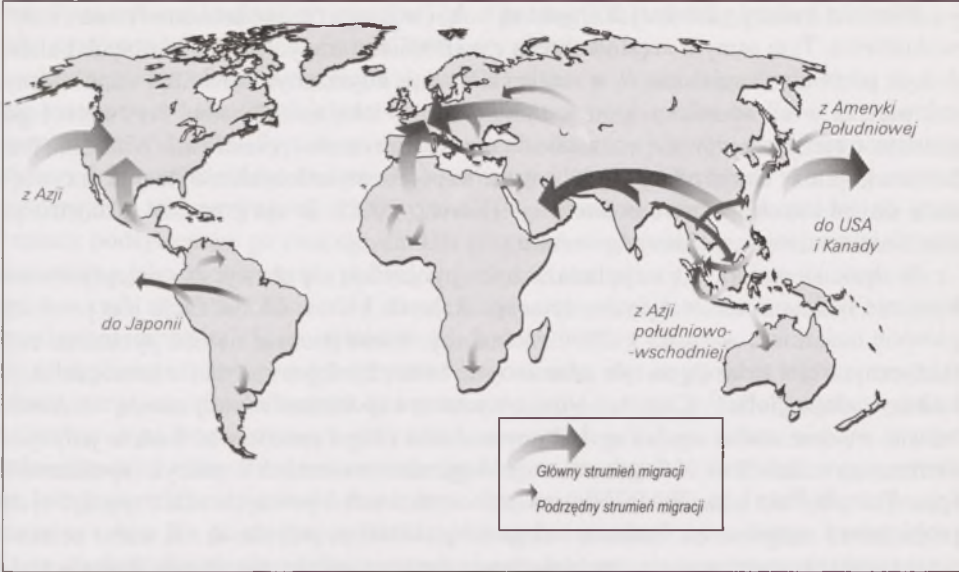 z Azji
do Japonii
z Ameryki
Południowej
do USA
i Kanady
z Azji
południowo-
-wschodniej
Główny strumień migracji
Podrzędny strumień migracji